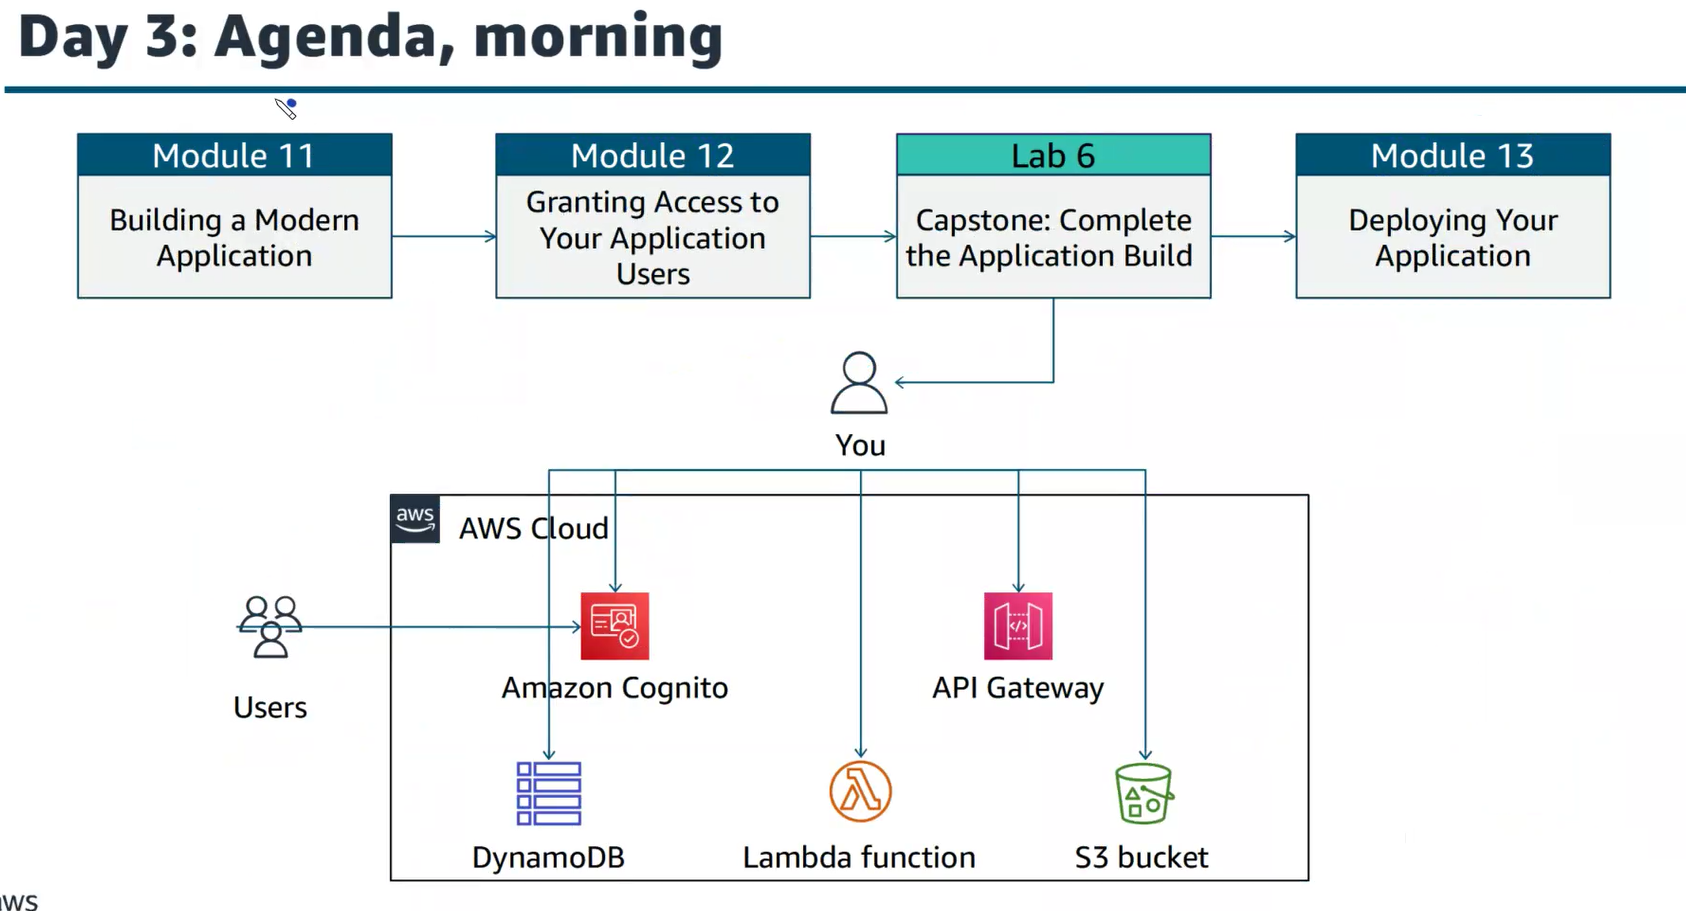 Day 3: Agenda, morning
Module 11
Building a Modern
Application
Module 12
Granting Access to
Your Application
Users
Lab 6
Capstone: Complete
the Application Build
Module 13
Deploying Your
Application
You
aws
AWS Cloud
Users
</>
Amazon Cognito
API Gateway
DynamoDB
Lambda function
S3 bucket
aws